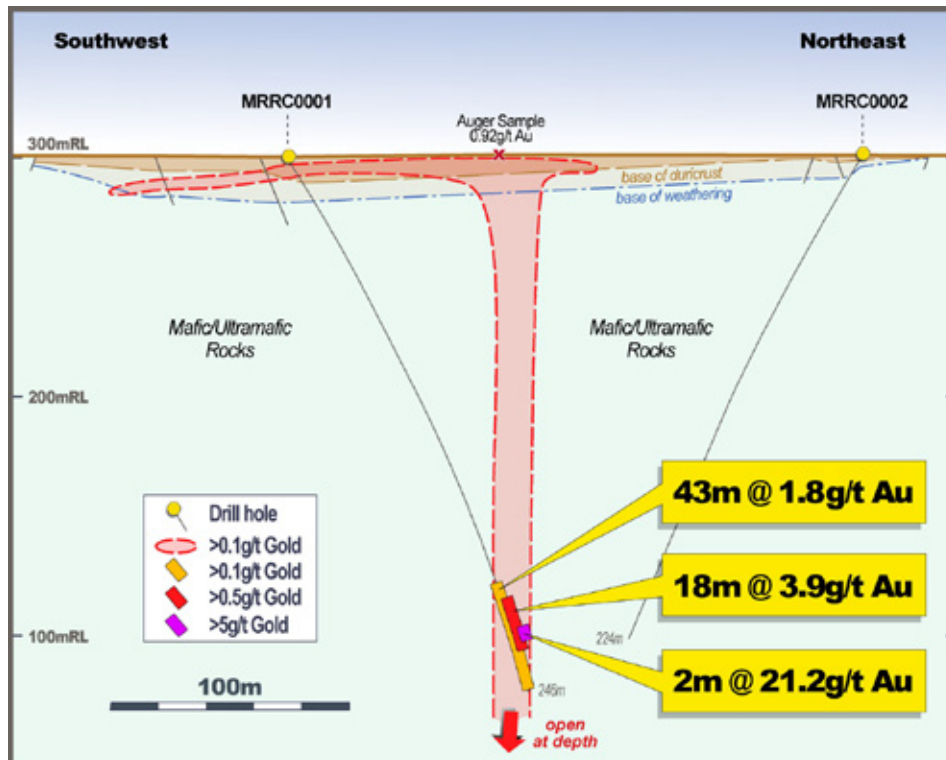 Southwest
Northeast
MRRC0001
MRRC0002
Auger Sample
0.92g/t Au
300mRL
base of duricrust
base of weathering
Mafic/Ultramafic
Rocks
Mafic/Ultramafic
Rocks
200mRL
43m @ 1.8g/t Au
Drill hole
>0.1g/t Gold
>0.1g/t Gold
>0.5g/t Gold
>5g/t Gold
18m @ 3.9g/t Au
100mRL
224m
2m @ 21.2g/t Au
100m
246m
open
at depth